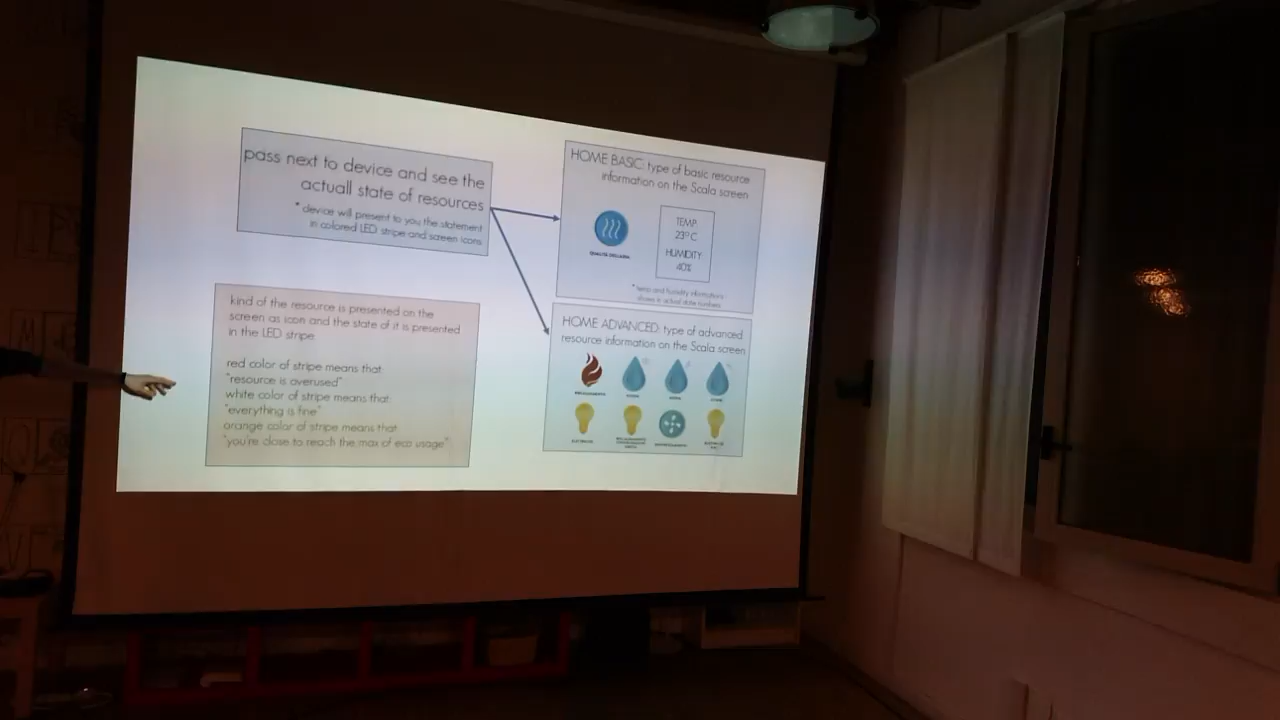 pass next to device and see the
actuall state of resources
* device will present to you the statement
in colored LED stripe and screen icons
kind of the resource is presented on the
screen as icon and the state of it is presented
in the LED stripe
red color of stripe means that
"resource is overused"
white color of stripe means that
"everything is fine"
orange color of stripe means that
"you're close to reach the max of eco usage"
HOME BASIC: type of basic resource
information on the Scala screen
TEMP
23° C
HUMIDITY
40%
* temp and humidity informations
shows in actual state numbers
HOME ADVANCED: type of advanced
resource information on the Scala screen